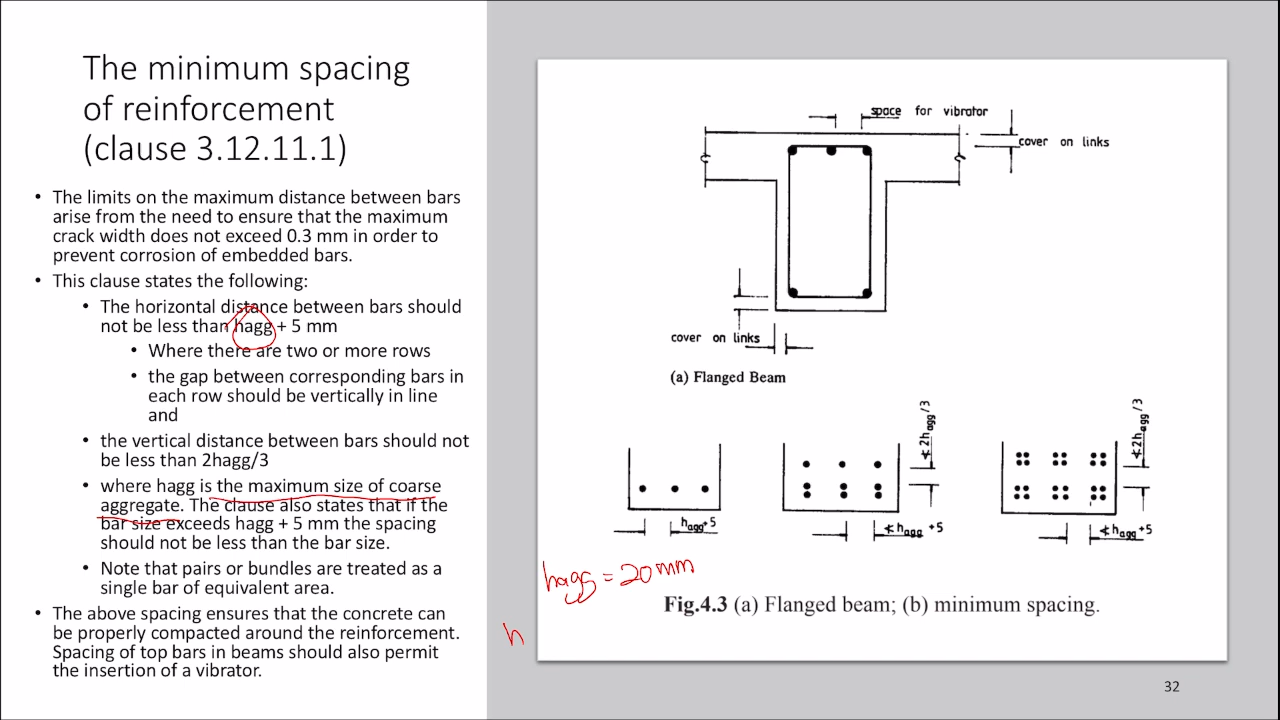 The minimum spacing
of reinforcement
(clause 3.12.11.1)
• The limits on the maximum distance between bars
arise from the need to ensure that the maximum
crack width does not exceed 0.3 mm in order to
prevent corrosion of embedded bars.
• This clause states the following:
• The horizontal distance between bars should
not be less than hagg + 5 mm
• Where there are two or more rows
• the gap between corresponding bars in
each row should be vertically in line
and
• the vertical distance between bars should not
be less than 2hagg/3
• where hagg is the maximum size of coarse
aggregate. The clause also states that if the
bar size exceeds hagg + 5 mm the spacing
should not be less than the bar size.
• Note that pairs or bundles are treated as a
single bar of equivalent area.
• The above spacing ensures that the concrete can
be properly compacted around the reinforcement.
Spacing of top bars in beams should also permit
the insertion of a vibrator.
space for vibrator
cover on links
cover on links
(a) Flanged Beam
≮2hagg/3
≮2hagg/3
hagg+5
≮hagg+5
≮hagg+5
hagg = 20mm
h
Fig.4.3 (a) Flanged beam; (b) minimum spacing.
32